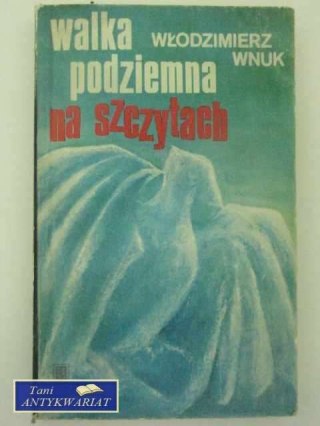 walka
WŁODZIMIERZ
WNUK
podziemna
na szczytach
Tani
ANTYKWARIAT